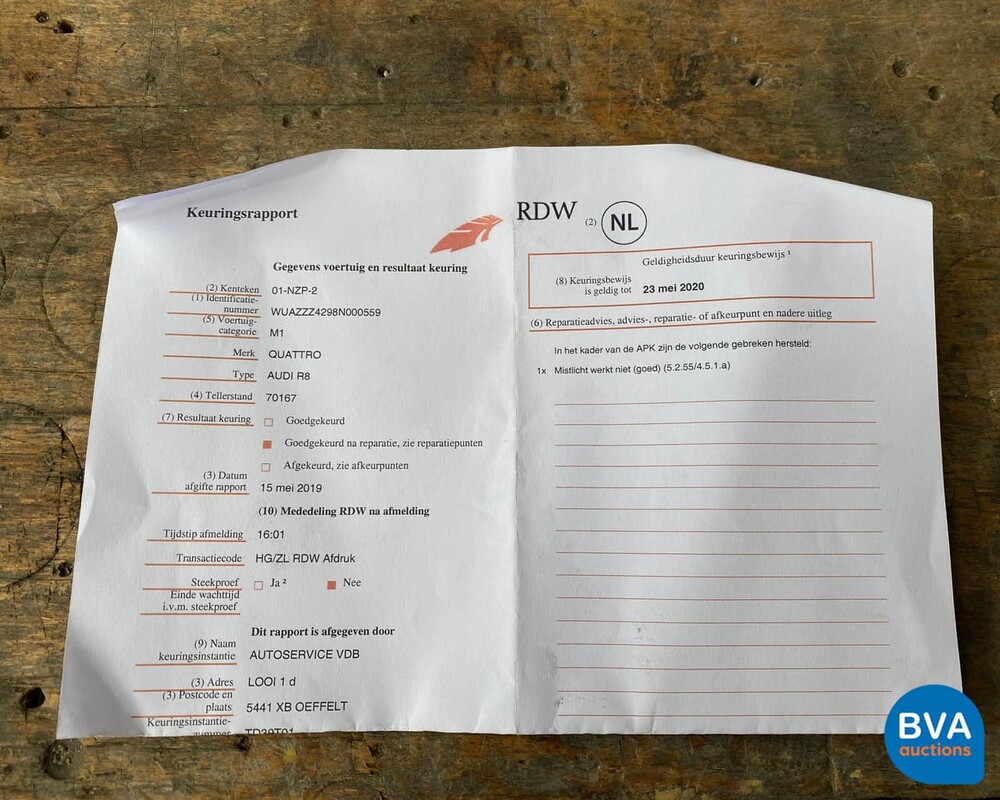 Keuringsrapport
Gegevens voertuig en resultaat keuring
(2) Kenteken 01-NZP-2
(1) Identificatie-
nummer WUAZZZ4298N000559
(5) Voertuig-
categorie M1
Merk QUATTRO
Type AUDI R8
(4) Tellerstand 70167
(7) Resultaat keuring Goedgekeurd
Goedgekeurd na reparatie, zie reparatiepunten
Afgekeurd, zie afkeurpunten
(3) Datum
afgifte rapport 15 mei 2019
(10) Mededeling RDW na afmelding
Tijdstip afmelding 16:01
Transactiecode HG/ZL RDW Afdruk
Steekproef Ja ² Nee
Einde wachttijd
i.v.m. steekproef
Dit rapport is afgegeven door
(9) Naam
keuringsinstantie AUTOSERVICE VDB
(3) Adres LOOI 1 d
(3) Postcode en
plaats 5441 XB OEFFELT
Keuringsinstantie-
nummer
RDW (2) NL
Geldigheidsduur keuringsbewijs ¹
(8) Keuringsbewijs
is geldig tot 23 mei 2020
(6) Reparatieadvies, advies-, reparatie- of afkeurpunt en nadere uitleg
In het kader van de APK zijn de volgende gebreken hersteld:
1x Mistlicht werkt niet (goed) (5.2.55/4.5.1.a)
BVA
auctions